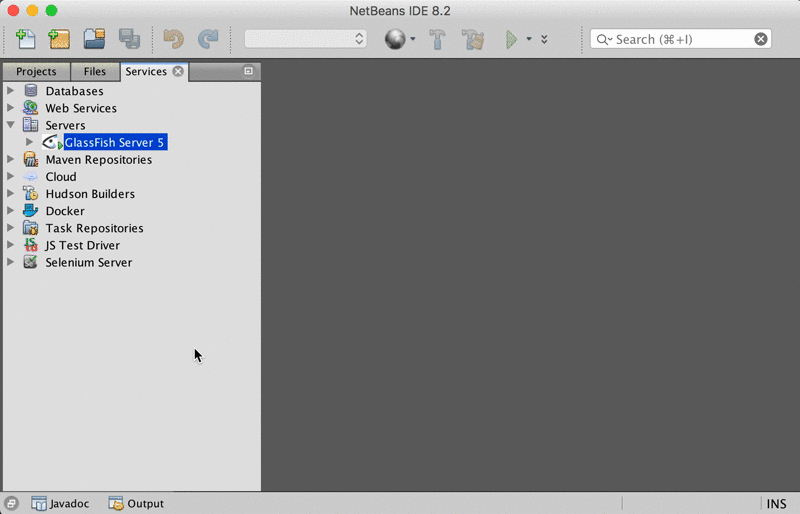 NetBeans IDE 8.2
Search (⌘+I)
Projects
Files
Services
Databases
Web Services
Servers
GlassFish Server 5
Maven Repositories
Cloud
Hudson Builders
Docker
Task Repositories
JS Test Driver
Selenium Server
Javadoc
Output
INS